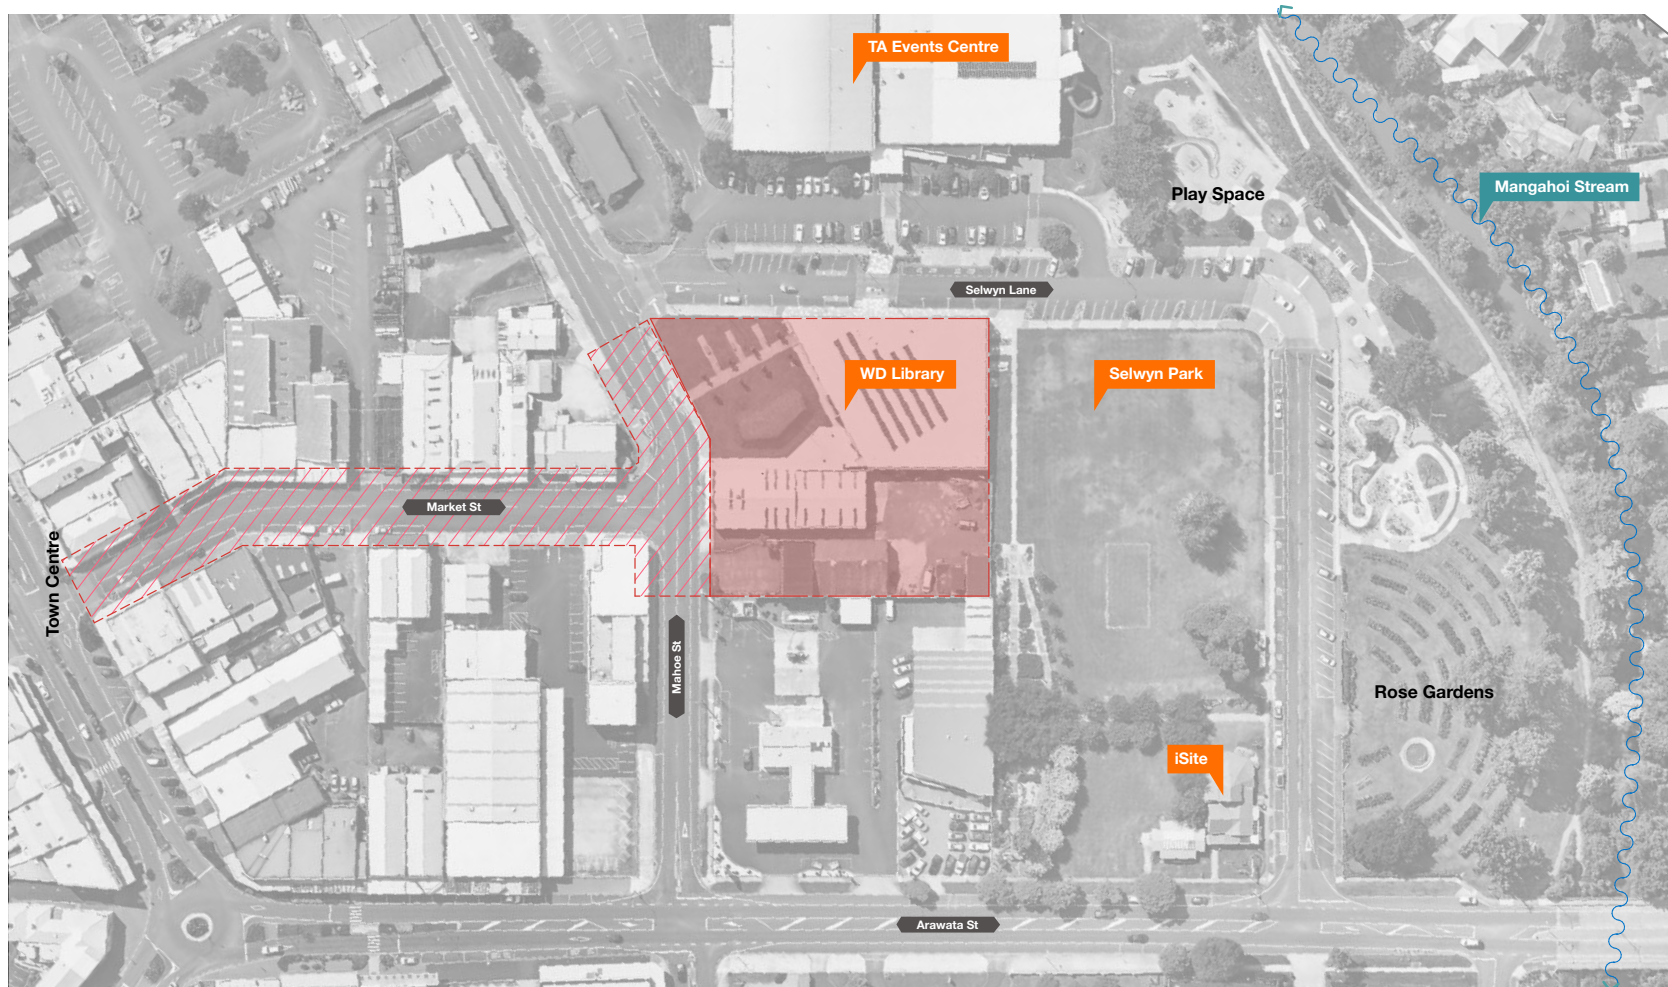 TA Events Centre
Play Space
Mangahoi Stream
Selwyn Lane
WD Library
Selwyn Park
Market St
Town Centre
Mahoe St
Rose Gardens
iSite
Arawata St